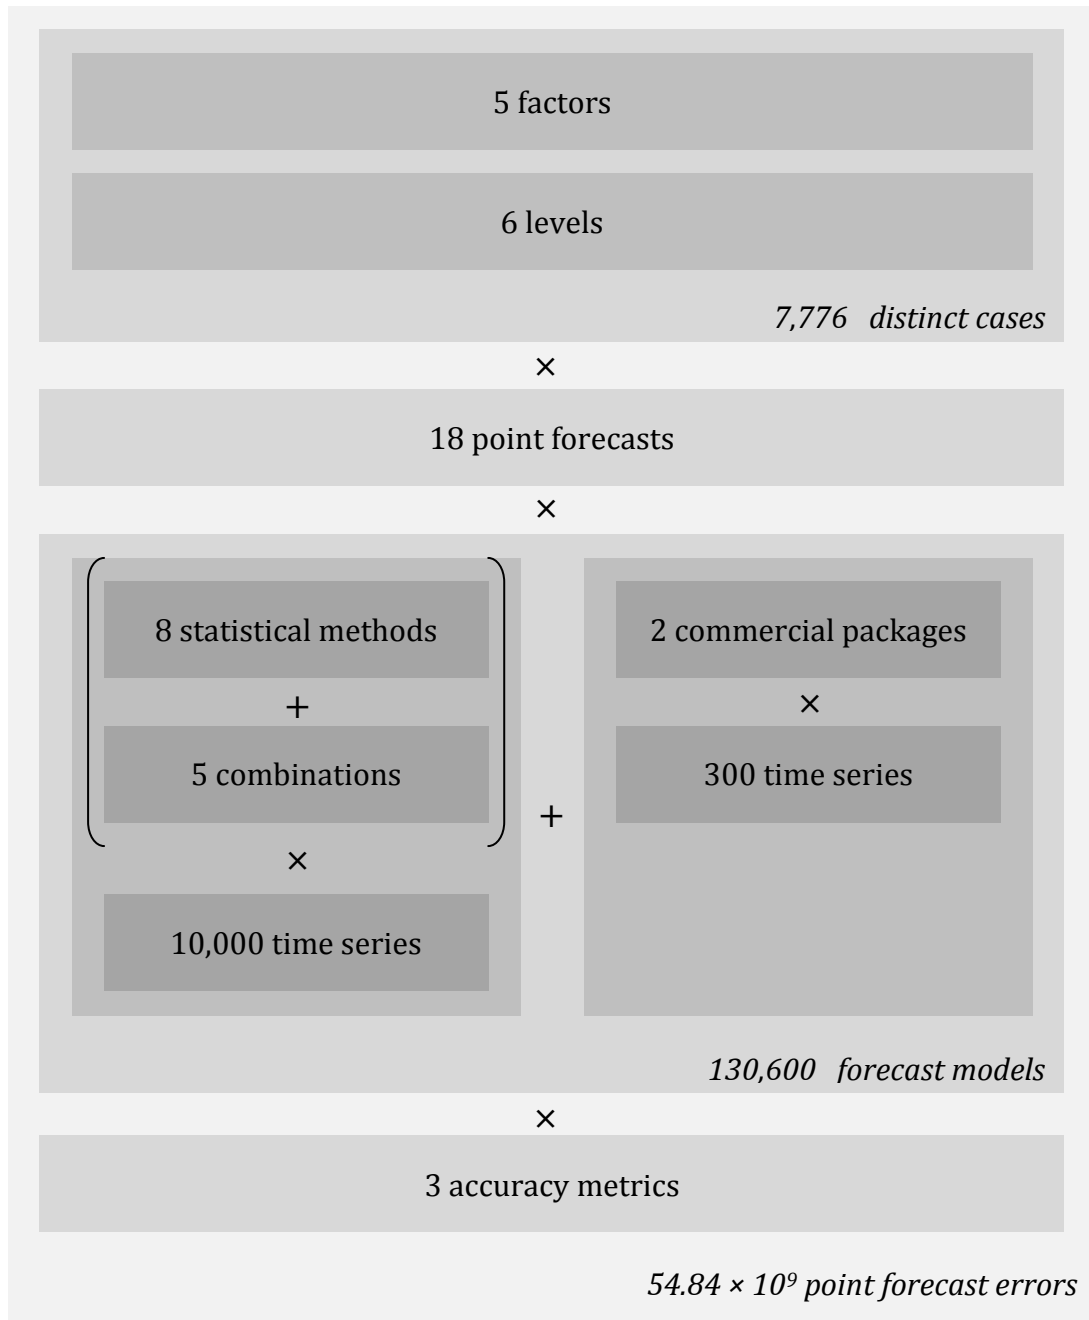 5 factors
6 levels
7,776 distinct cases
×
18 point forecasts
×
8 statistical methods
+
5 combinations
×
10,000 time series
+
2 commercial packages
×
300 time series
130,600 forecast models
×
3 accuracy metrics
54.84 × 10⁹ point forecast errors